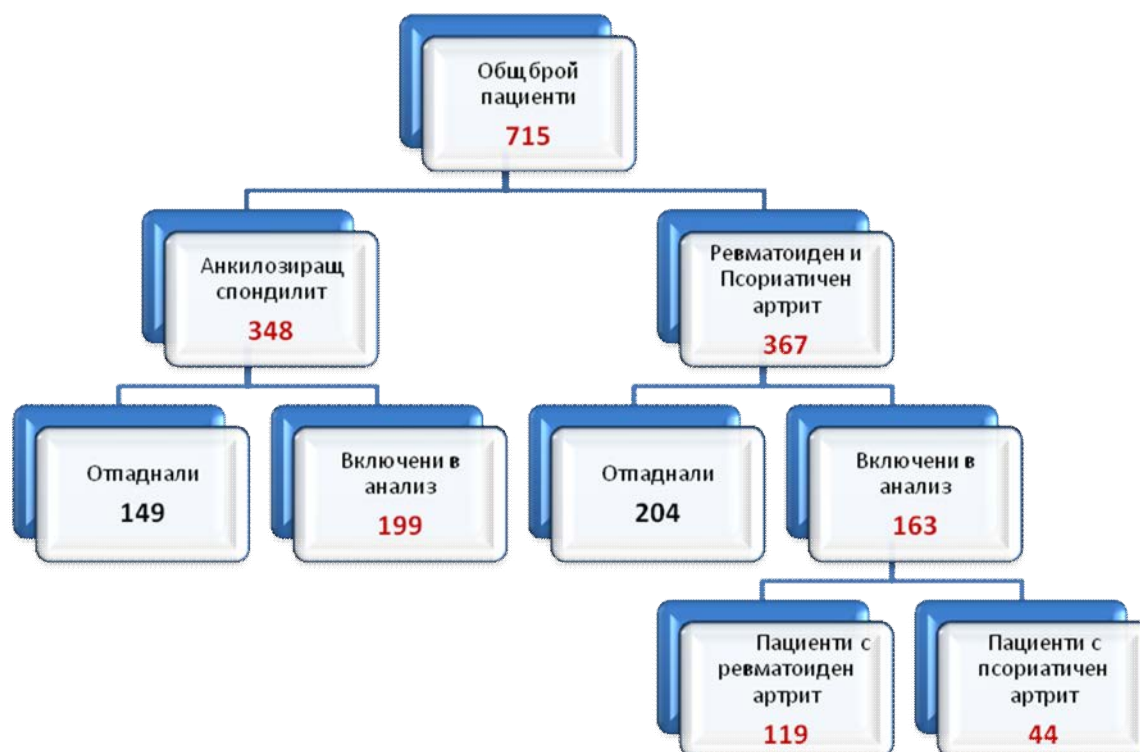 Общ брой
пациенти
715
Анкилозиращ
спондилит
348
Ревматоиден и
Псориатичен
артрит
367
Отпаднали
149
Включени в
анализ
199
Отпаднали
204
Включени в
анализ
163
Пациенти с
ревматоиден
артрит
119
Пациенти с
псориатичен
артрит
44